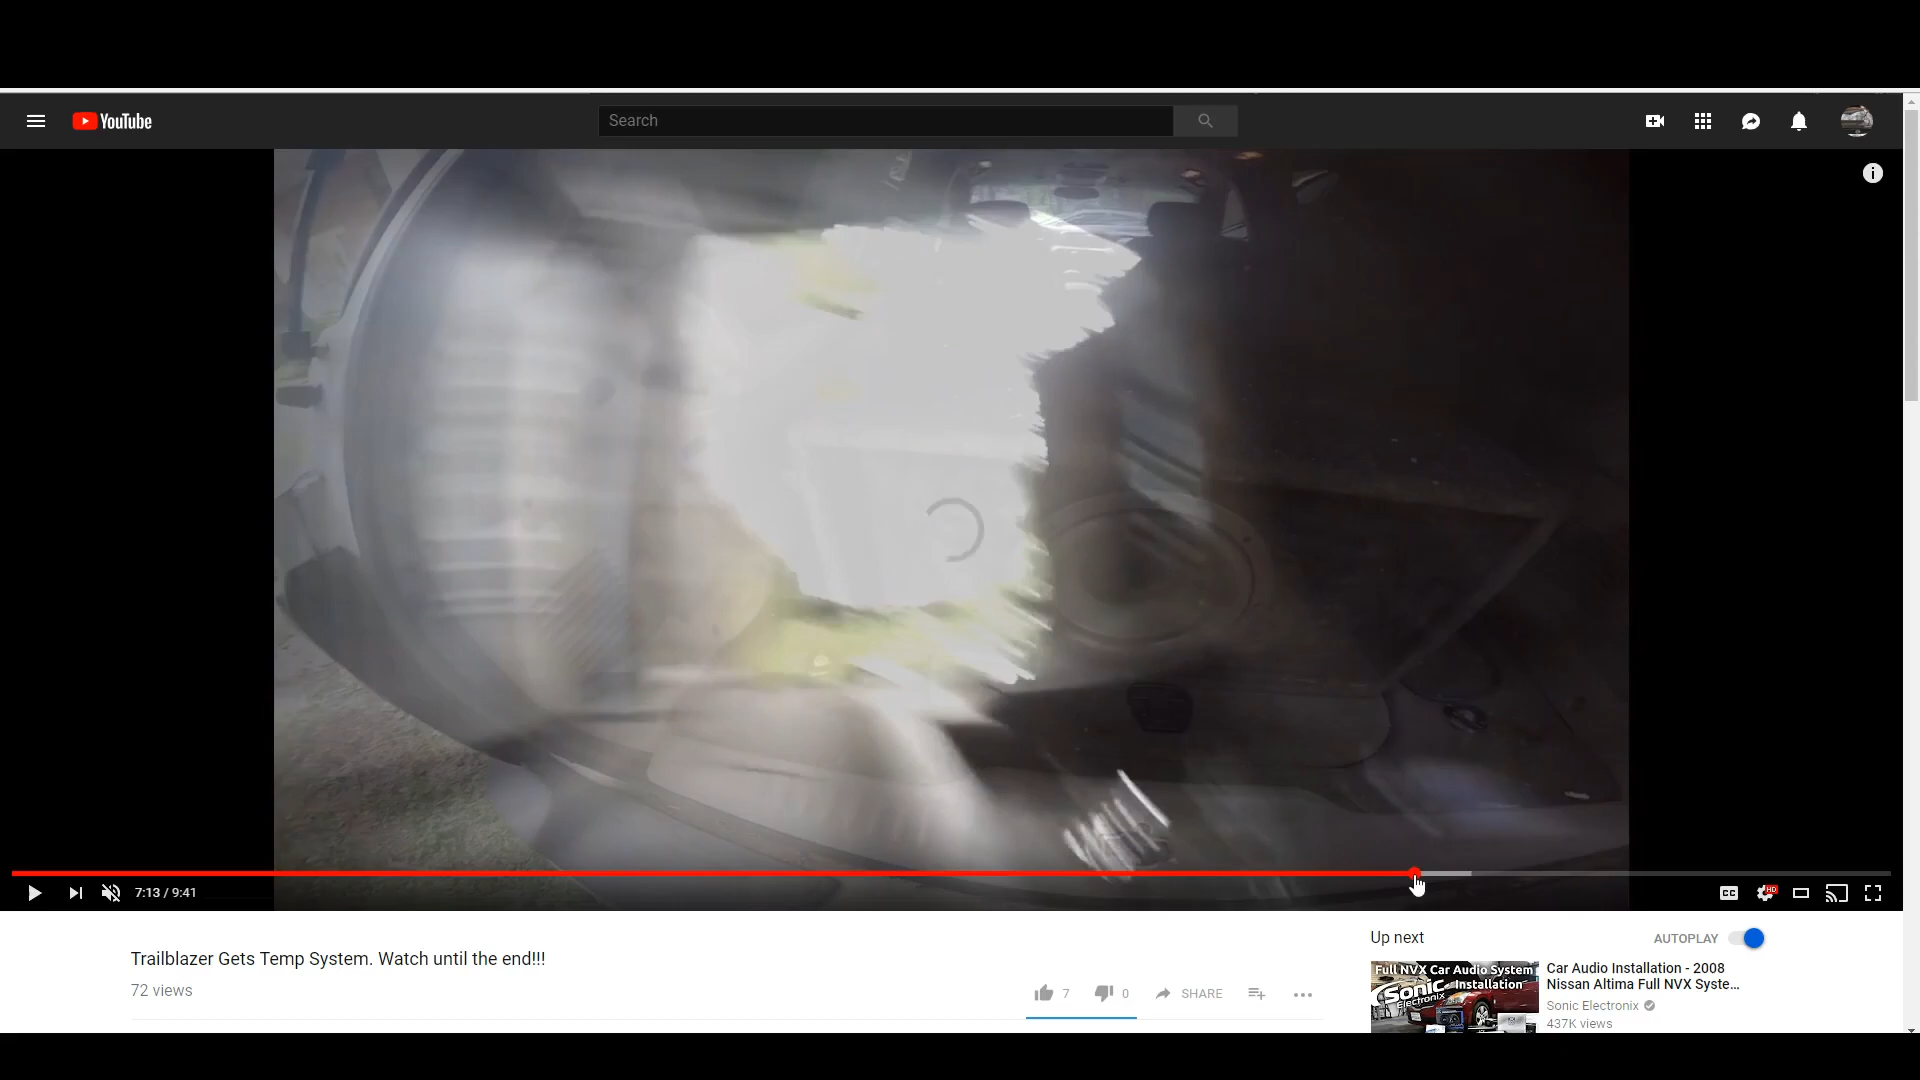 YouTube
Search
i
7:13 / 9:41
CC
HD
Trailblazer Gets Temp System. Watch until the end!!!
72 views
7
0
SHARE
Up next
AUTOPLAY
Full NVX Car Audio System
Installation
Sonic
Electronix
Car Audio Installation - 2008
Nissan Altima Full NVX Syste...
Sonic Electronix
437K views